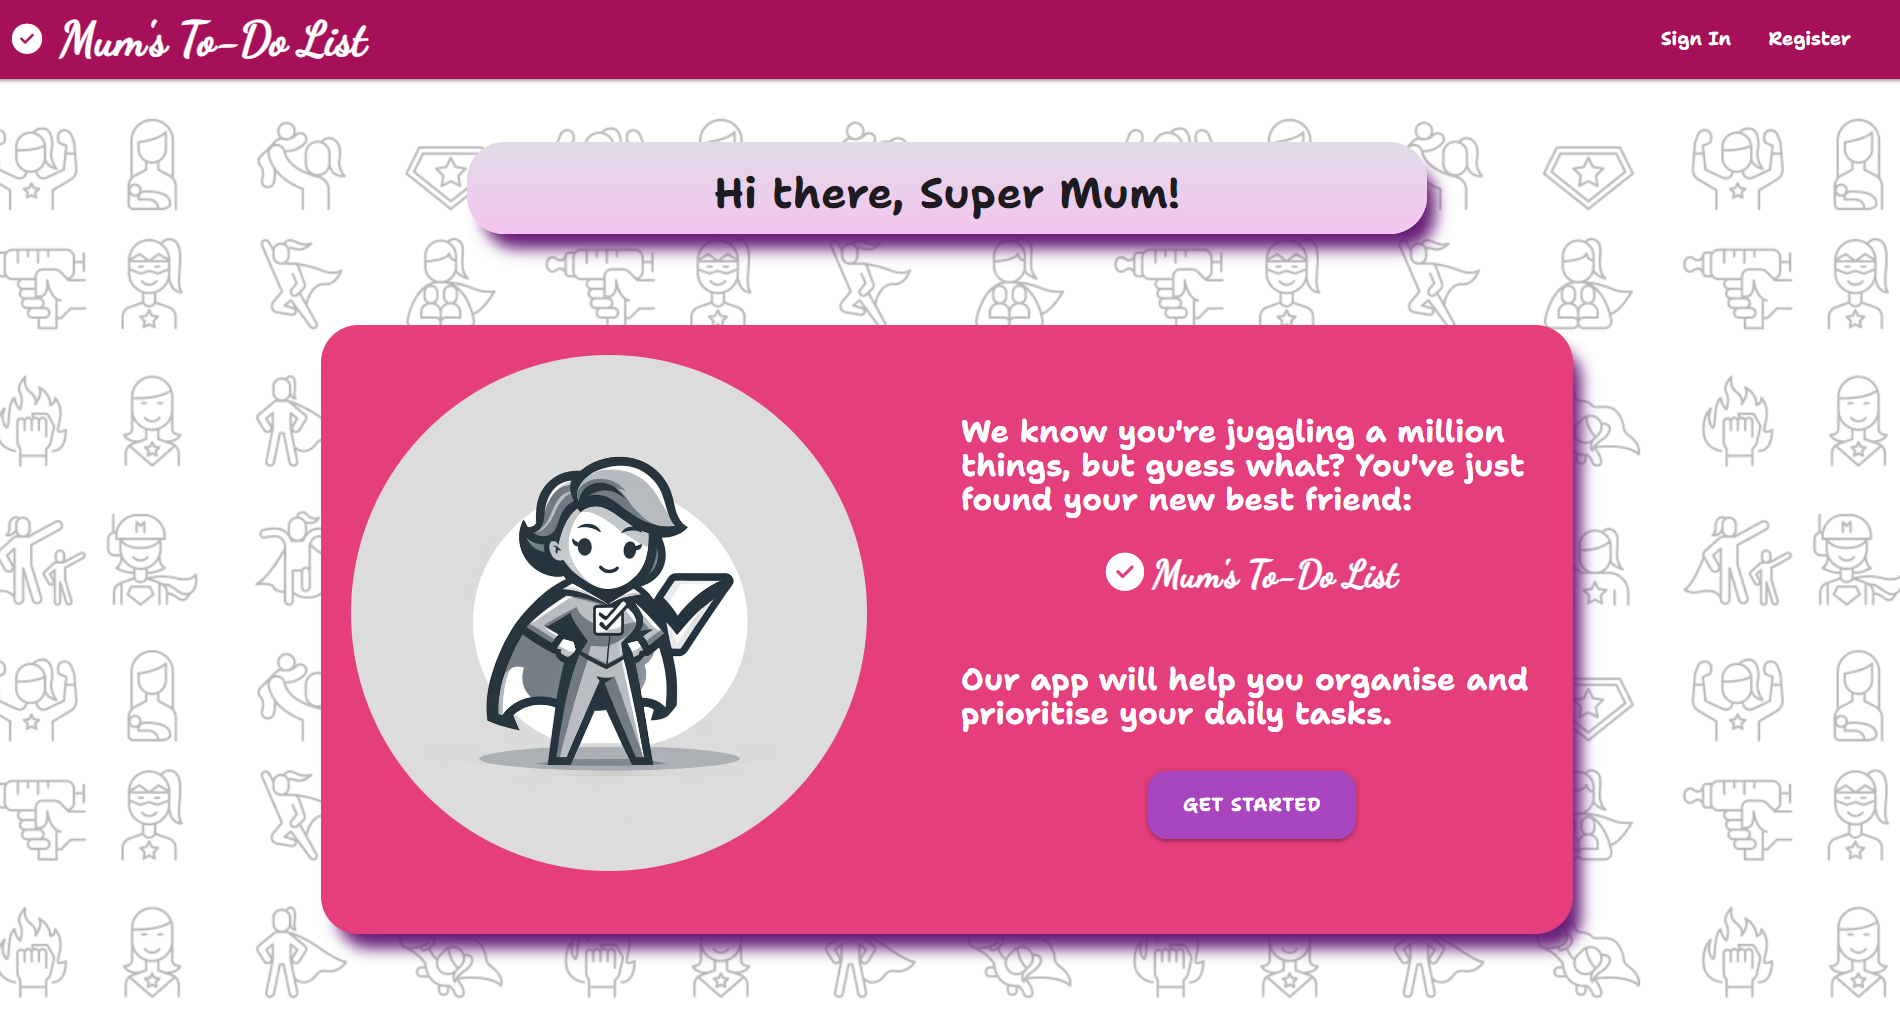 Mum's To-Do List
Sign In
Register
Hi there, Super Mum!
We know you're juggling a million
things, but guess what? You've just
found your new best friend:
Mum's To-Do List
Our app will help you organise and
prioritise your daily tasks.
GET STARTED
M
M